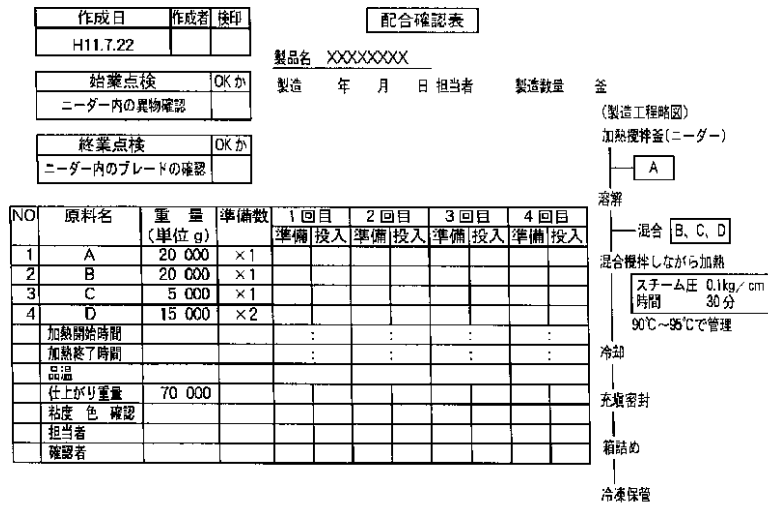 作成日 作成者 検印
H11.7.22
配合確認表
製品名 XXXXXXXX
製造 年 月 日 担当者 製造数量 釜
始業点検 OKか
ニーダー内の異物確認
終業点検 OKか
ニーダー内のブレードの確認
NO 原料名 重量 準備数 1回目 2回目 3回目 4回目
(単位 g) 準備 投入 準備 投入 準備 投入 準備 投入
1 A 20 000 ×1
2 B 20 000 ×1
3 C 5 000 ×1
4 D 15 000 ×2
加熱開始時間 : : : :
加熱終了時間 : : : :
品温
仕上がり重量 70 000
粘度 色 確認
担当者
確認者
(製造工程略図)
加熱攪拌釜(ニーダー)
A
溶解
混合 B、C、D
混合攪拌しながら加熱
スチーム圧 0.1kg/cm
時間 30分
90℃~95℃で管理
冷却
充塡密封
箱詰め
冷凍保管